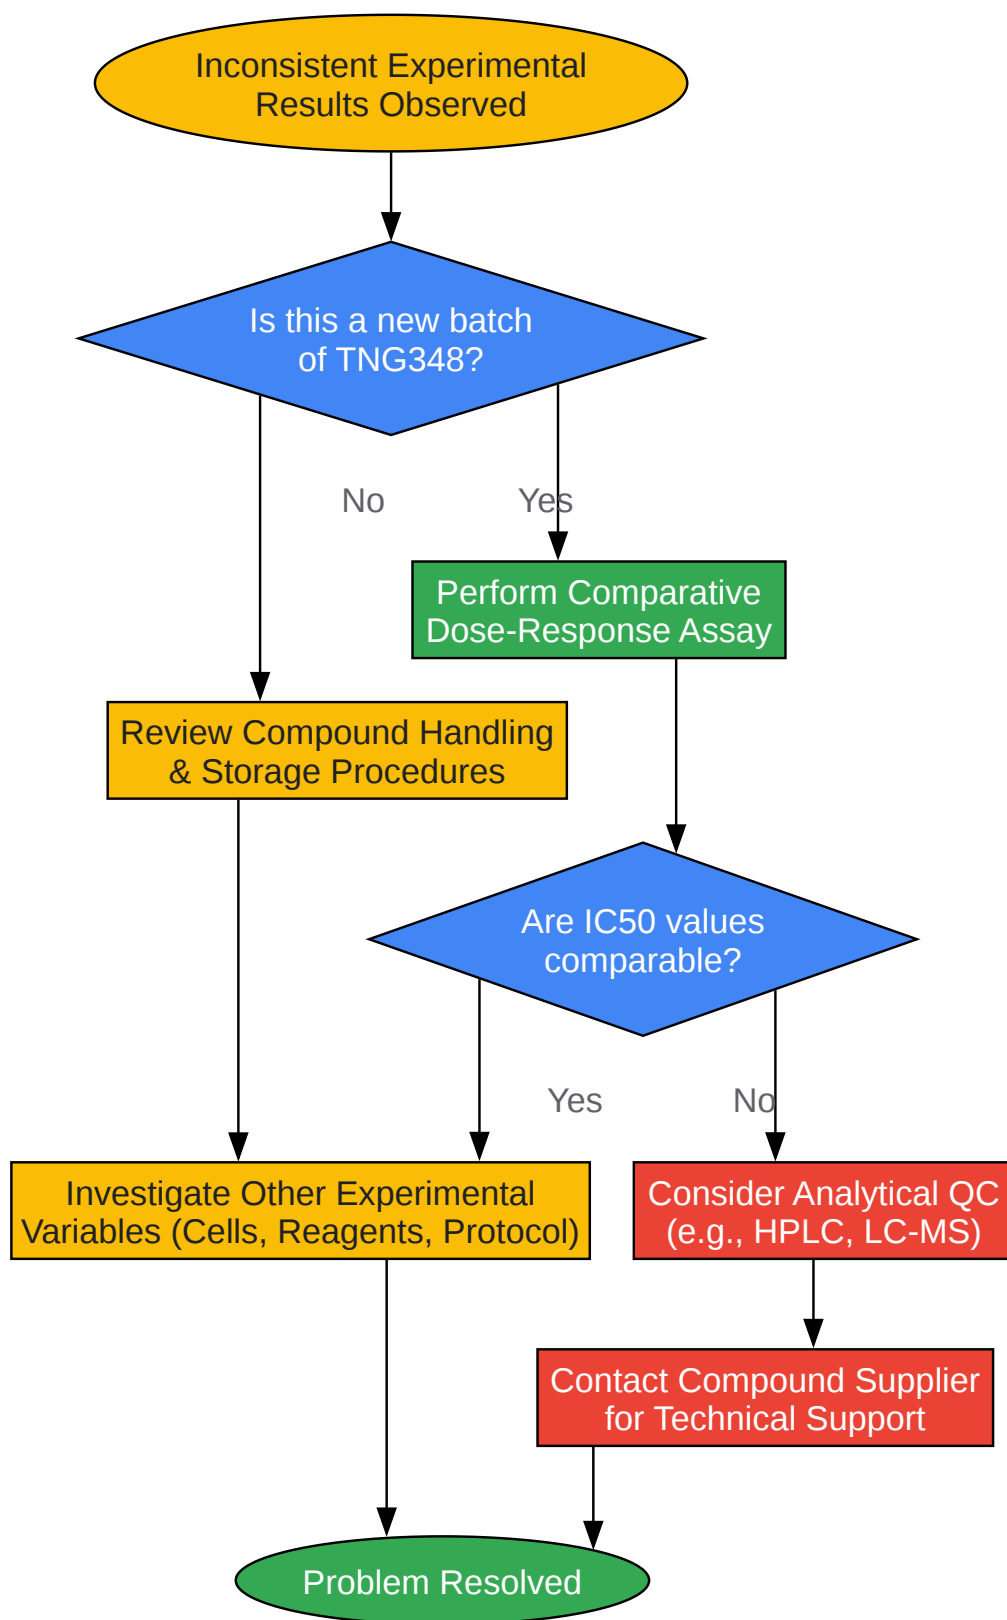 Inconsistent Experimental
Results Observed
Is this a new batch
of TNG348?
No
Yes
Perform Comparative
Dose-Response Assay
Review Compound Handling
& Storage Procedures
Are IC50 values
comparable?
Yes
No
Investigate Other Experimental
Variables (Cells, Reagents, Protocol)
Consider Analytical QC
(e.g., HPLC, LC-MS)
Contact Compound Supplier
for Technical Support
Problem Resolved